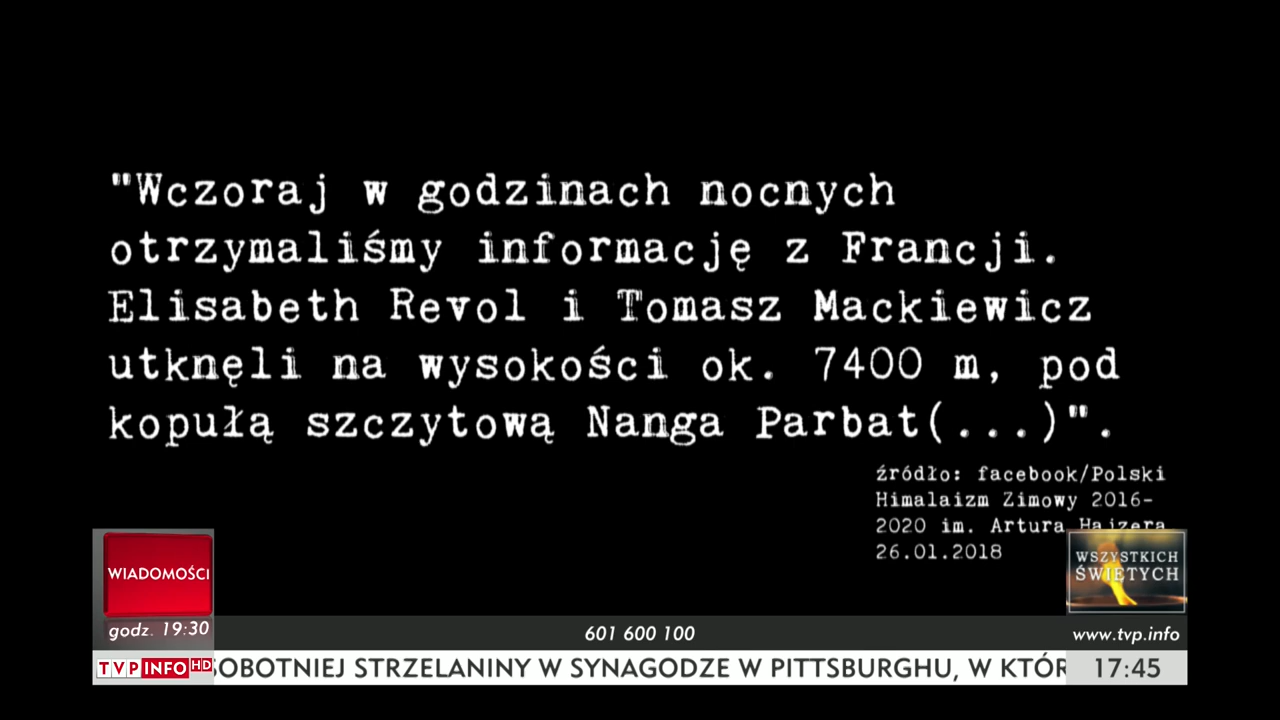 "Wczoraj w godzinach nocnych
otrzymaliśmy informację z Francji.
Elisabeth Revol i Tomasz Mackiewicz
utknęli na wysokości ok. 7400 m, pod
kopułą szczytową Nanga Parbat(...)".
źródło: facebook/Polski
Himalaizm Zimowy 2016-
2020 im. Artura Hajzera
26.01.2018
WIADOMOŚCI
godz. 19:30
WSZYSTKICH
ŚWIĘTYCH
601 600 100
www.tvp.info
TVP INFO HD
SOBOTNIEJ STRZELANINY W SYNAGODZE W PITTSBURGHU, W KTÓR
17:45